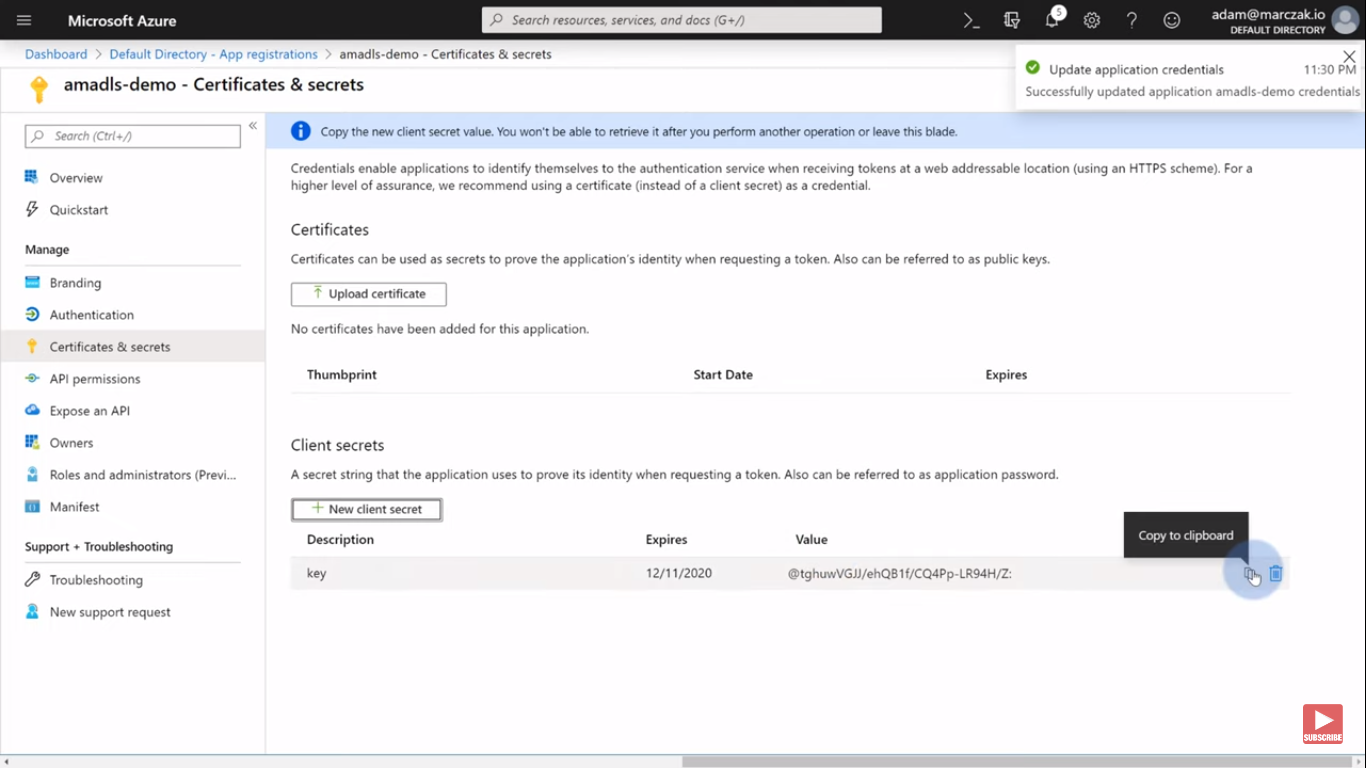 Microsoft Azure
Search resources, services, and docs (G+/)
5
adam@marczak.io
DEFAULT DIRECTORY
Dashboard > Default Directory - App registrations > amadls-demo - Certificates & secrets
amadls-demo - Certificates & secrets
Update application credentials 11:30 PM
Successfully updated application amadls-demo credentials
Search (Ctrl+/)
Overview
Quickstart
Manage
Branding
Authentication
Certificates & secrets
API permissions
Expose an API
Owners
Roles and administrators (Previ...
Manifest
Support + Troubleshooting
Troubleshooting
New support request
Copy the new client secret value. You won't be able to retrieve it after you perform another operation or leave this blade.
Credentials enable applications to identify themselves to the authentication service when receiving tokens at a web addressable location (using an HTTPS scheme). For a
higher level of assurance, we recommend using a certificate (instead of a client secret) as a credential.
Certificates
Certificates can be used as secrets to prove the application's identity when requesting a token. Also can be referred to as public keys.
Upload certificate
No certificates have been added for this application.
Thumbprint Start Date Expires
Client secrets
A secret string that the application uses to prove its identity when requesting a token. Also can be referred to as application password.
New client secret
Description Expires Value
Copy to clipboard
key 12/11/2020 @tghuwVGJJ/ehQB1f/CQ4Pp-LR94H/Z:
SUBSCRIBE